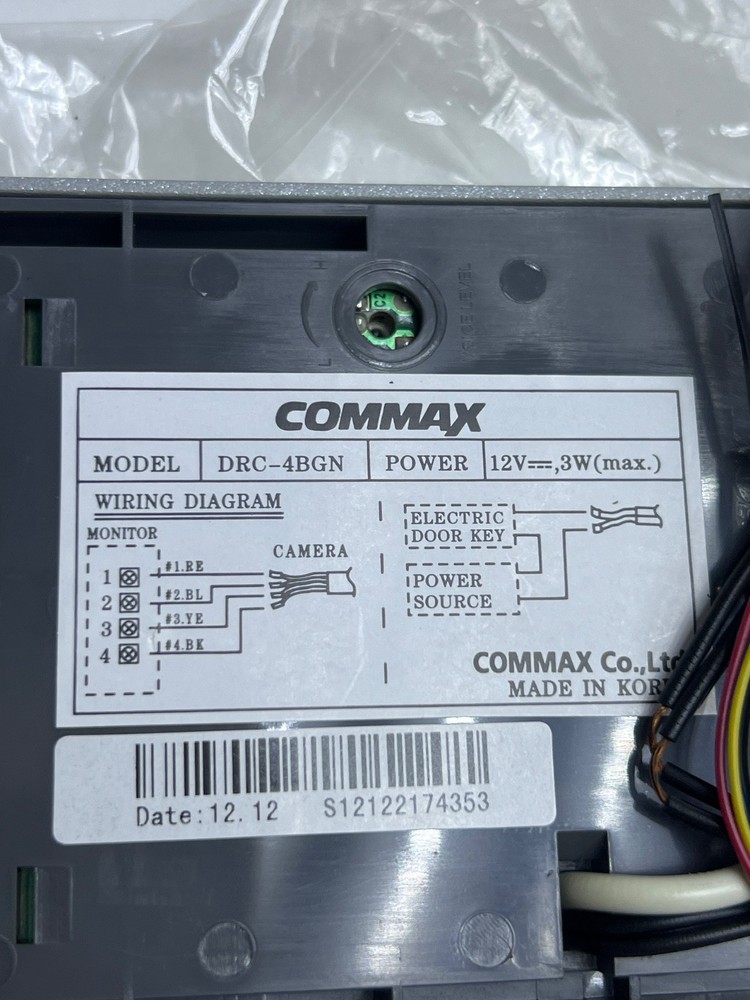 H
L
C2
COMMAX
MODEL DRC-4BGN POWER 12V⎓,3W(max.)
WIRING DIAGRAM
MONITOR
1 #1.RE
2 #2.BL
3 #3.YE
4 #4.BK
CAMERA
ELECTRIC
DOOR KEY
POWER
SOURCE
COMMAX Co.,Ltd
MADE IN KOR
Date:12.12 S12122174353